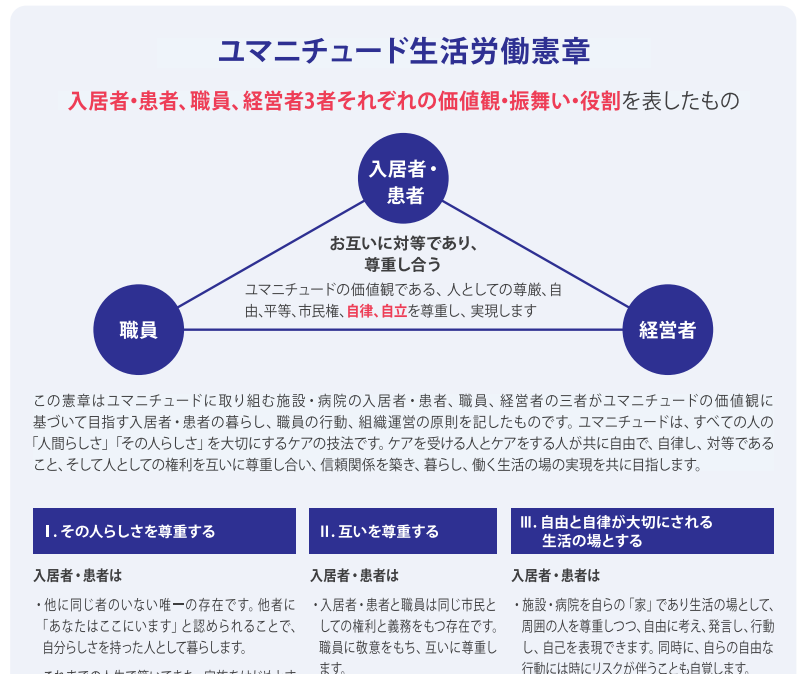 ユマニチュード生活労働憲章
入居者・患者、職員、経営者3者それぞれの価値観・振舞い・役割を表したもの
入居者・
患者
お互いに対等であり、
尊重し合う
ユマニチュードの価値観である、人としての尊厳、自
由、平等、市民権、自律、自立を尊重し、実現します
職員
経営者
この憲章はユマニチュードに取り組む施設・病院の入居者・患者、職員、経営者の三者がユマニチュードの価値観に
基づいて目指す入居者・患者の暮らし、職員の行動、組織運営の原則を記したものです。ユマニチュードは、すべての人の
「人間らしさ」「その人らしさ」を大切にするケアの技法です。ケアを受ける人とケアをする人が共に自由で、自律し、対等である
こと、そして人としての権利を互いに尊重し合い、信頼関係を築き、暮らし、働く生活の場の実現を共に目指します。
Ⅰ. その人らしさを尊重する
入居者・患者は
・他に同じ者のいない唯一の存在です。他者に
「あなたはここにいます」と認められることで、
自分らしさを持った人として暮らします。
Ⅱ. 互いを尊重する
入居者・患者は
・入居者・患者と職員は同じ市民と
しての権利と義務をもつ存在です。
職員に敬意をもち、互いに尊重し
ます。
Ⅲ. 自由と自律が大切にされる
生活の場とする
入居者・患者は
・施設・病院を自らの「家」であり生活の場として、
周囲の人を尊重しつつ、自由に考え、発言し、行動
し、自己を表現できます。同時に、自らの自由な
行動には時にリスクが伴うことも自覚します。